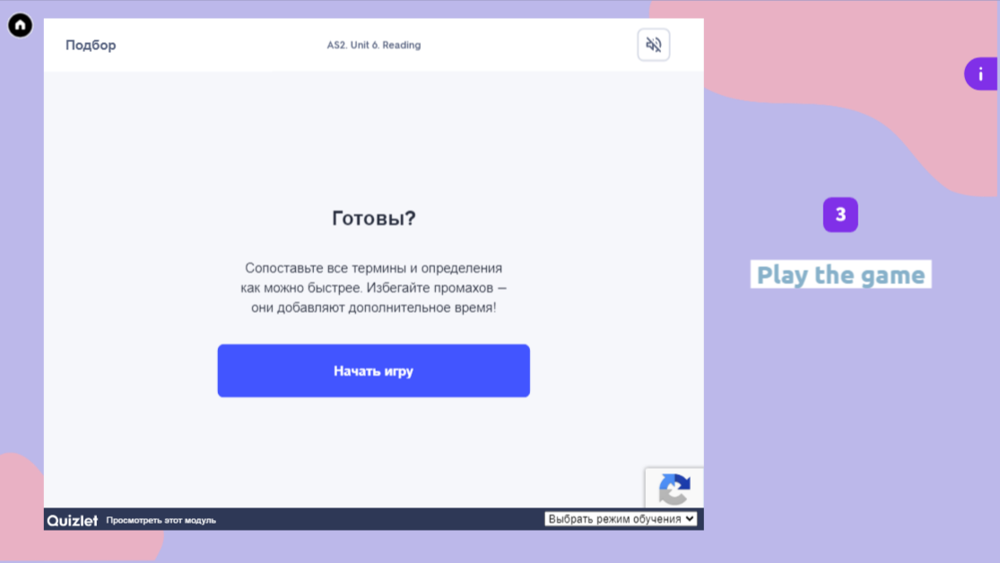 Подбор
AS2. Unit 6. Reading
Готовы?
Сопоставьте все термины и определения
как можно быстрее. Избегайте промахов —
они добавляют дополнительное время!
Начать игру
Quizlet
Просмотреть этот модуль
Выбрать режим обучения
i
3
Play the game